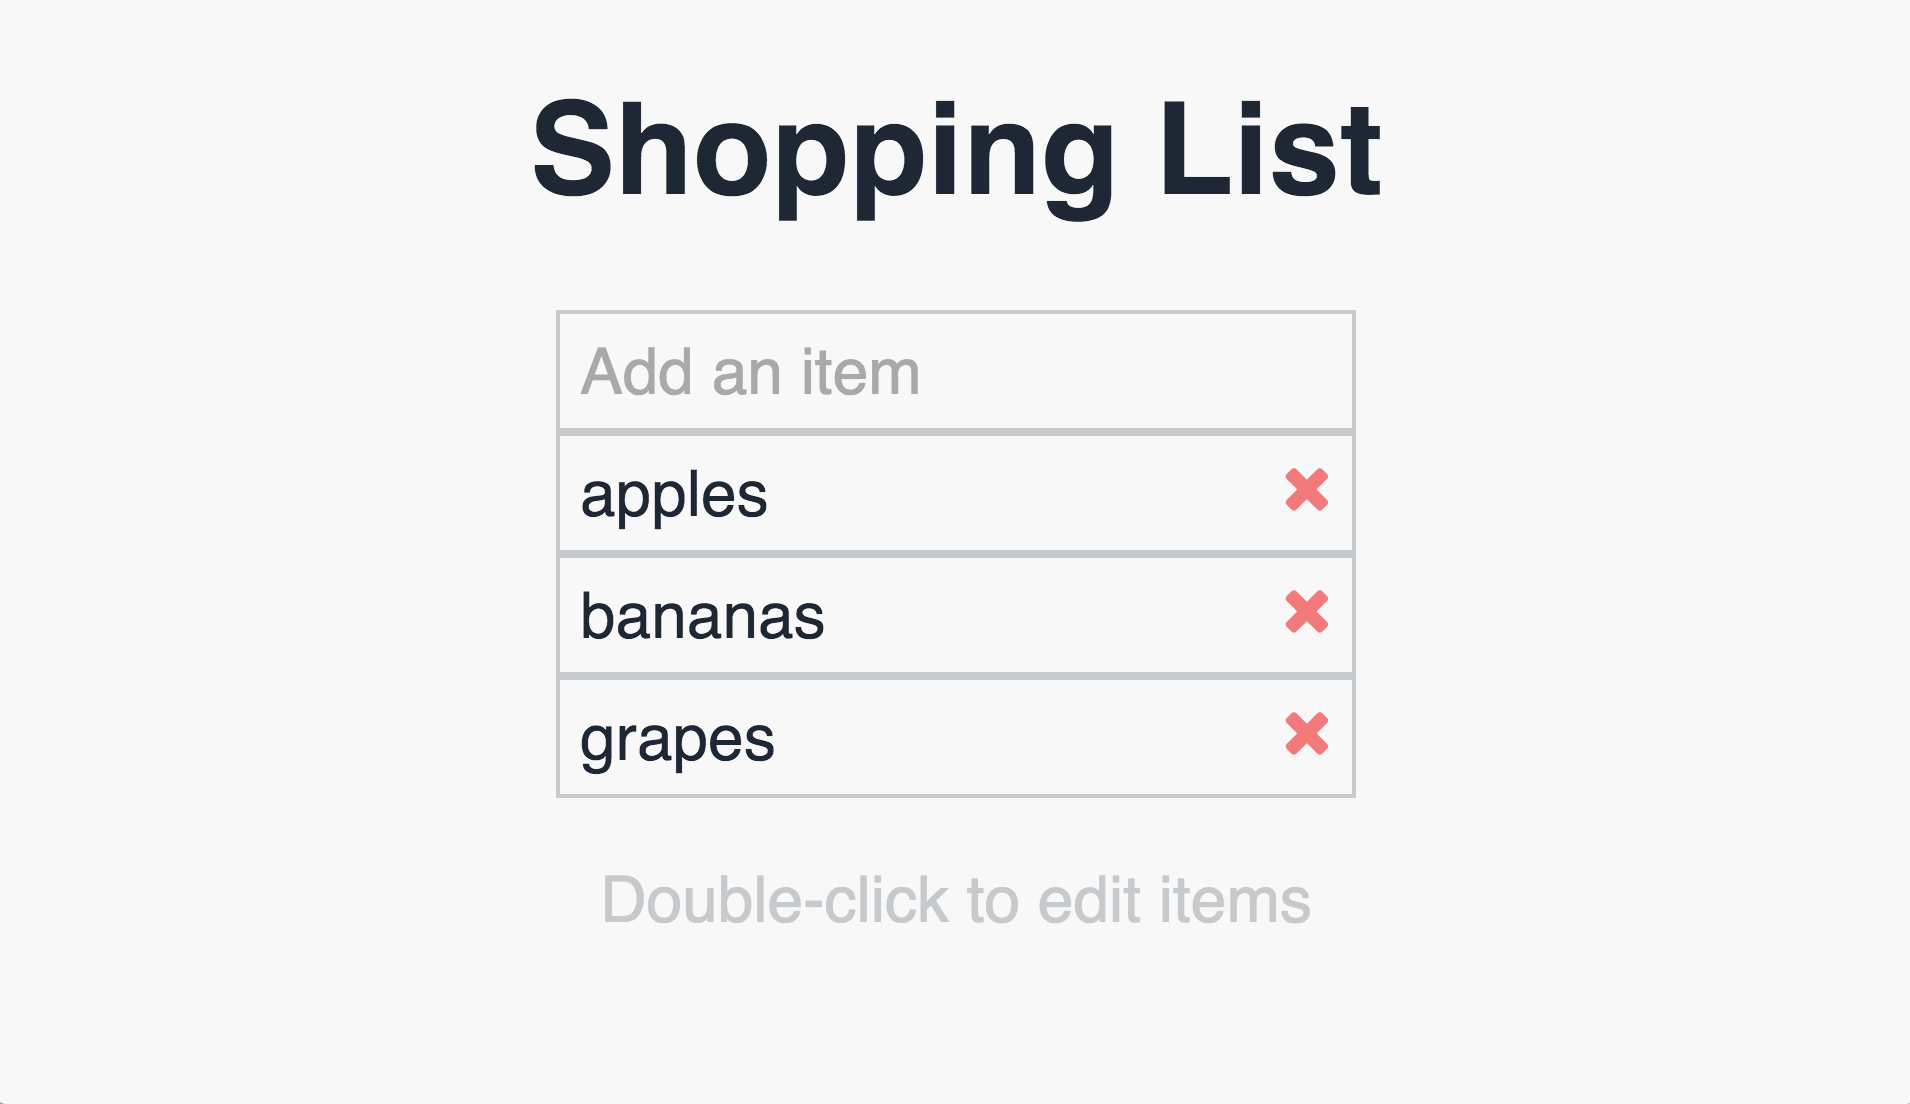 Shopping List
Add an item
apples
bananas
grapes
Double-click to edit items